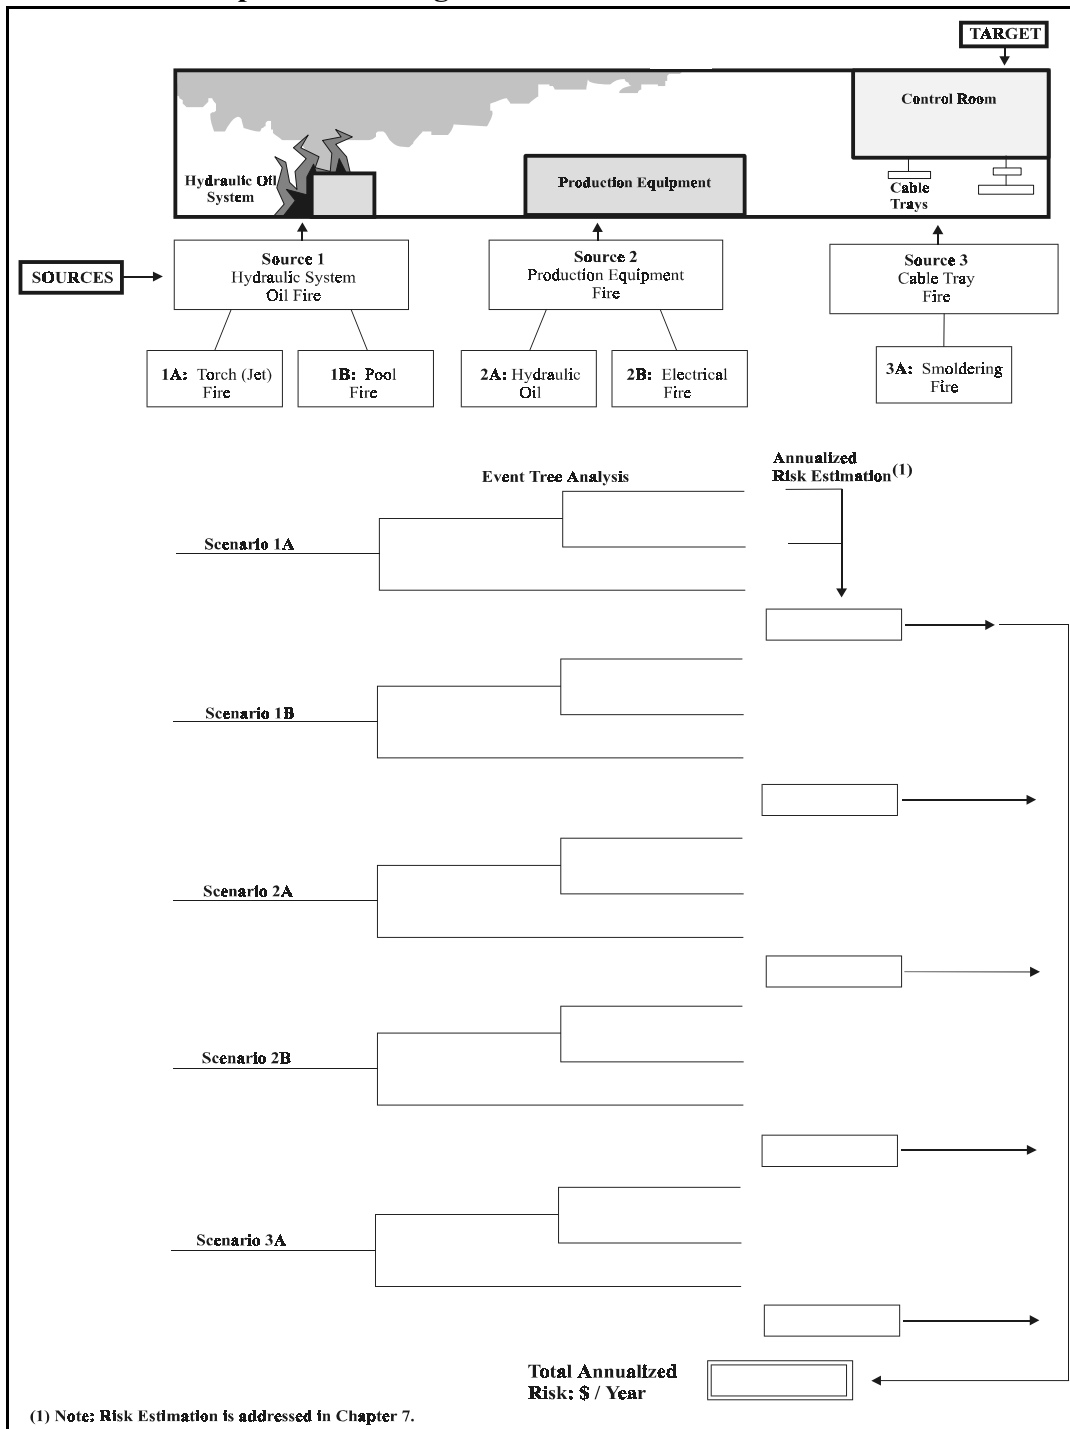 TARGET
Control Room
Hydraulic Oil
System
Production Equipment
Cable
Trays
SOURCES
Source 1
Hydraulic System
Oil Fire
Source 2
Production Equipment
Fire
Source 3
Cable Tray
Fire
1A: Torch (Jet)
Fire
1B: Pool
Fire
2A: Hydraulic
Oil
2B: Electrical
Fire
3A: Smoldering
Fire
Event Tree Analysis
Annualized
Risk Estimation(1)
Scenario 1A
Scenario 1B
Scenario 2A
Scenario 2B
Scenario 3A
Total Annualized
Risk: $ / Year
(1) Note: Risk Estimation is addressed in Chapter 7.